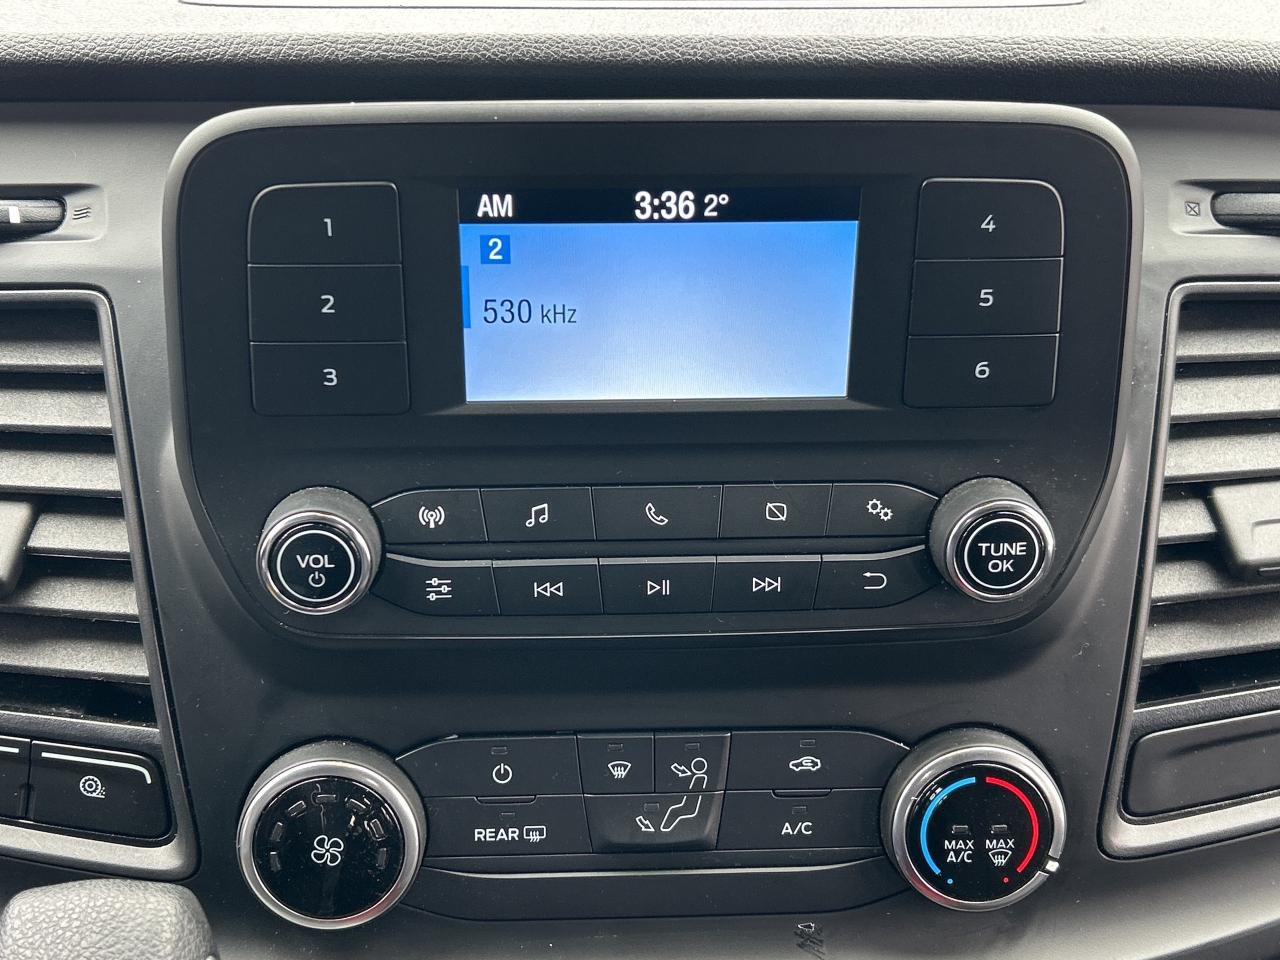 AM 3:36 2°
2
530 kHz
1
2
3
4
5
6
VOL
TUNE
OK
REAR
A/C
MAX
A/C
MAX